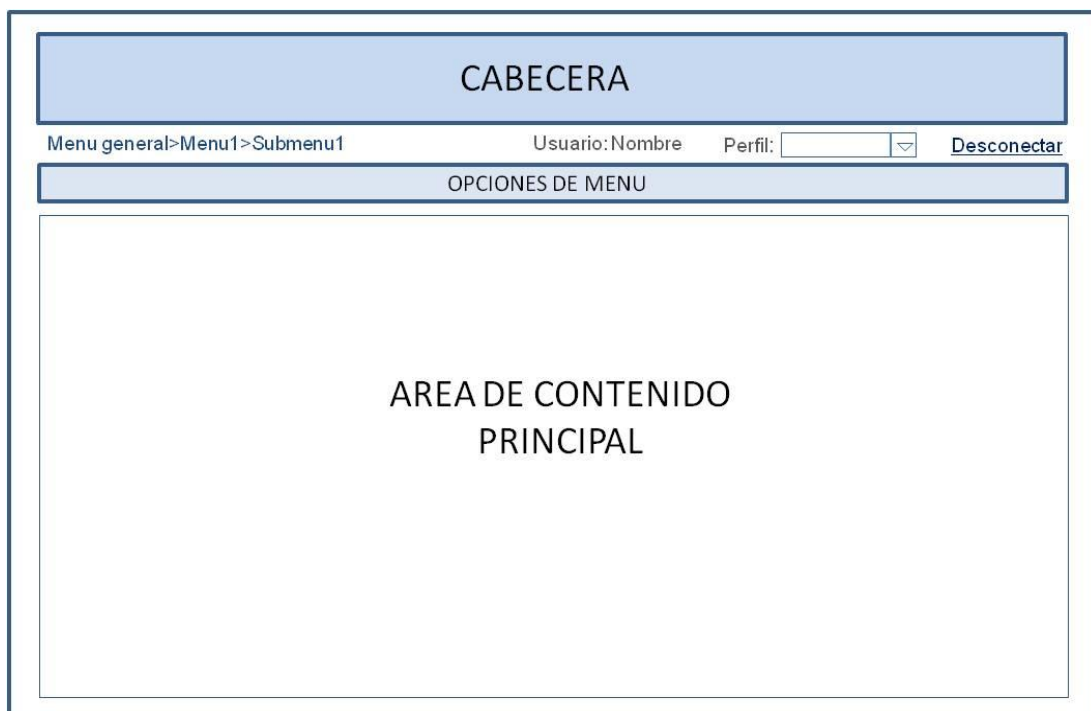 CABECERA
Menu general>Menu1>Submenu1 Usuario: Nombre Perfil: Desconectar
OPCIONES DE MENU
AREA DE CONTENIDO
PRINCIPAL